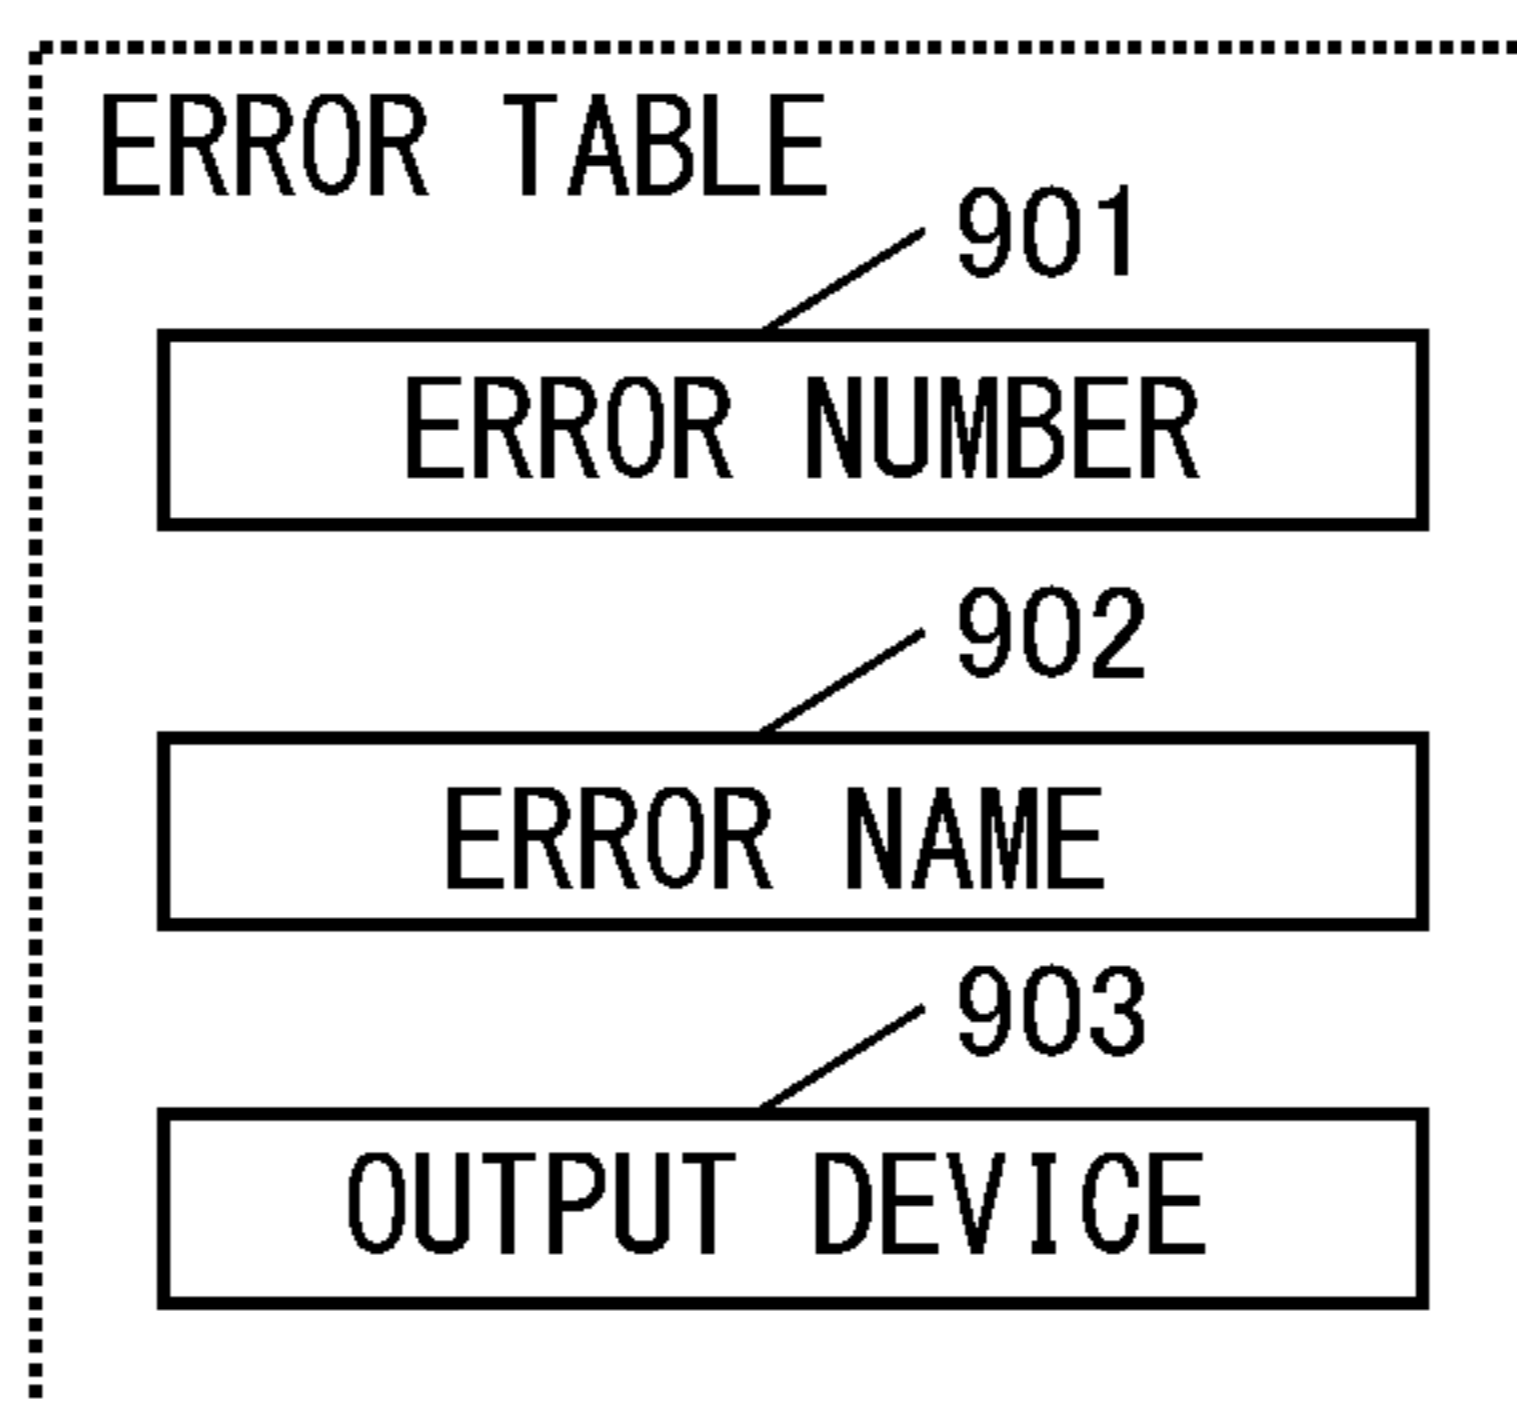 ERROR TABLE
901
ERROR NUMBER
902
ERROR NAME
903
OUTPUT DEVICE